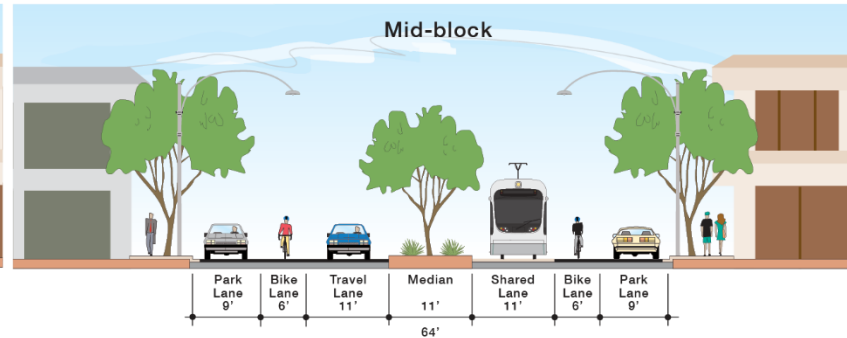 Mid-block
Park Lane 9'
Bike Lane 6'
Travel Lane 11'
Median 11'
Shared Lane 11'
Bike Lane 6'
Park Lane 9'
64'